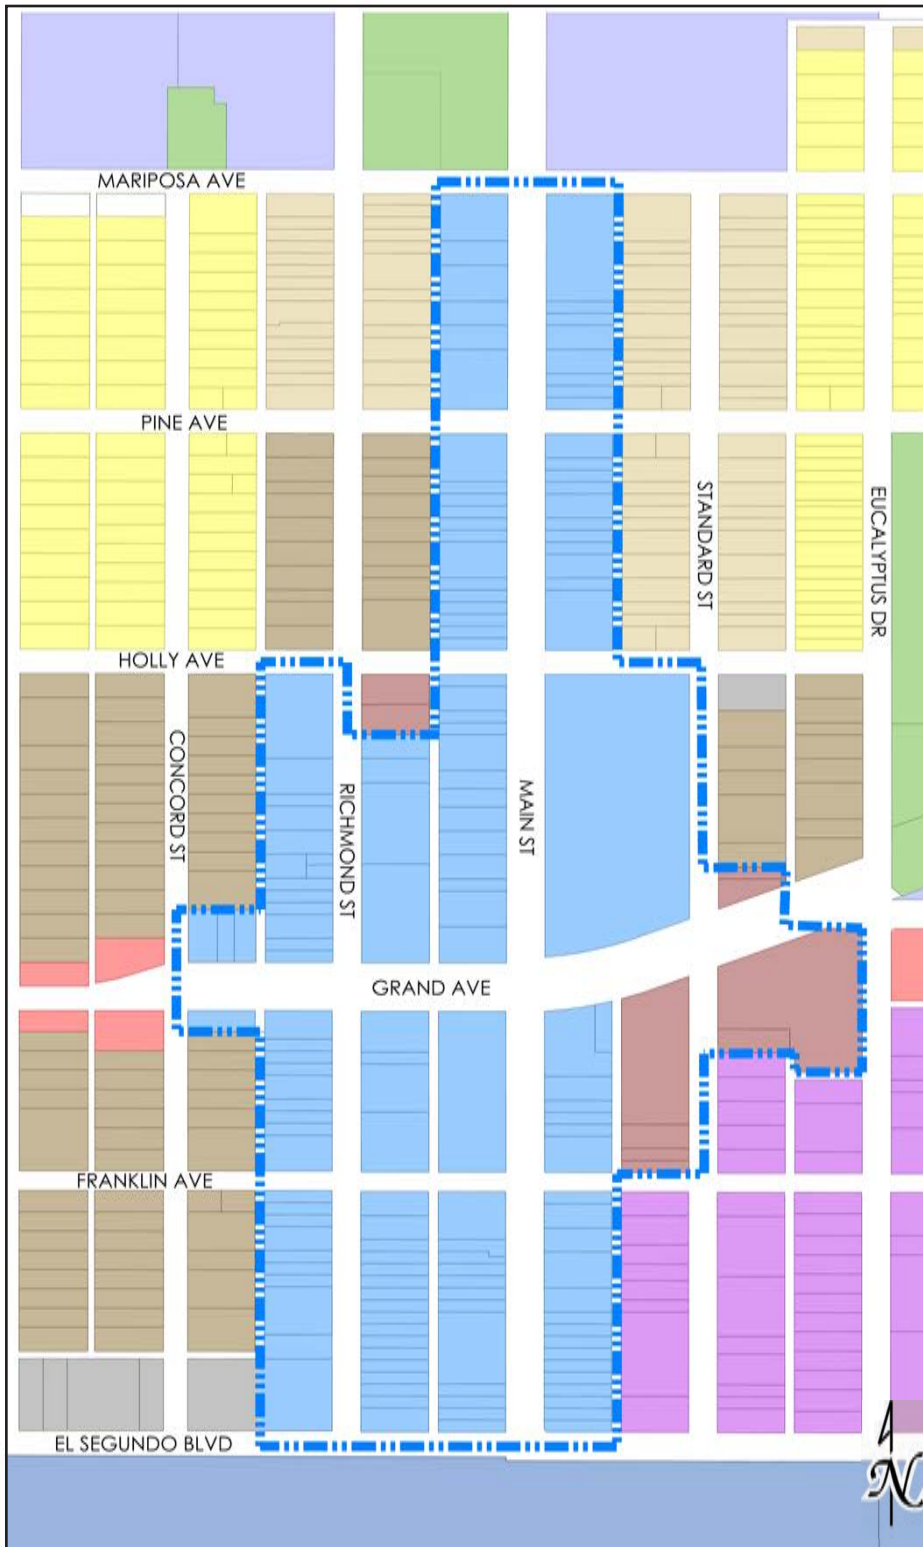 MARIPOSA AVE
PINE AVE
STANDARD ST
EUCALYPTUS DR
HOLLY AVE
CONCORD ST
RICHMOND ST
MAIN ST
GRAND AVE
FRANKLIN AVE
EL SEGUNDO BLVD
N